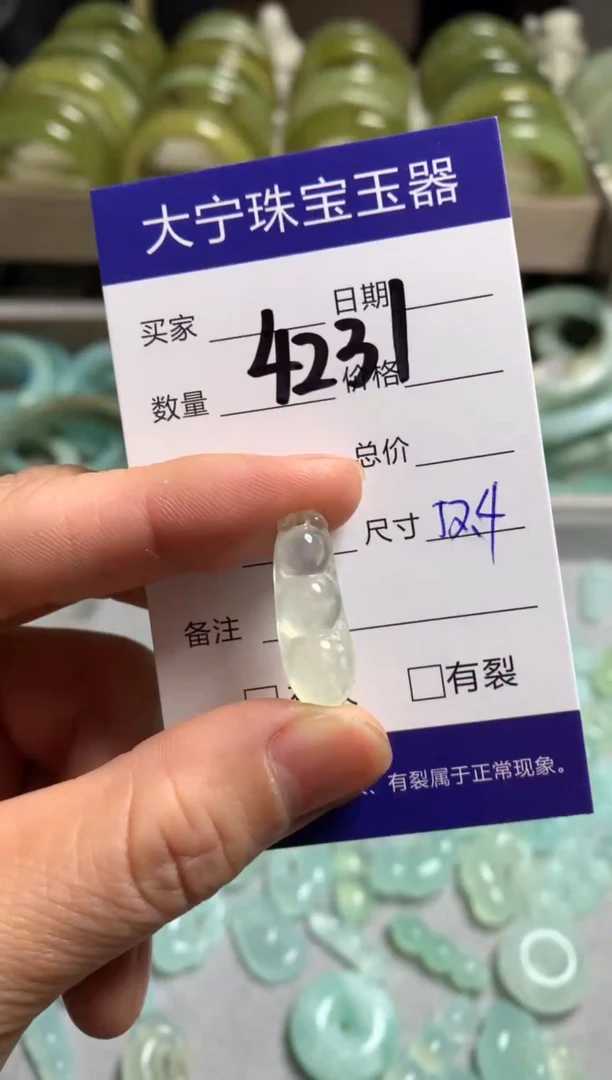 大宁珠宝玉器
买家 日期
4231
数量 价格
总价
尺寸 52.4
备注
有裂
有裂属于正常现象。